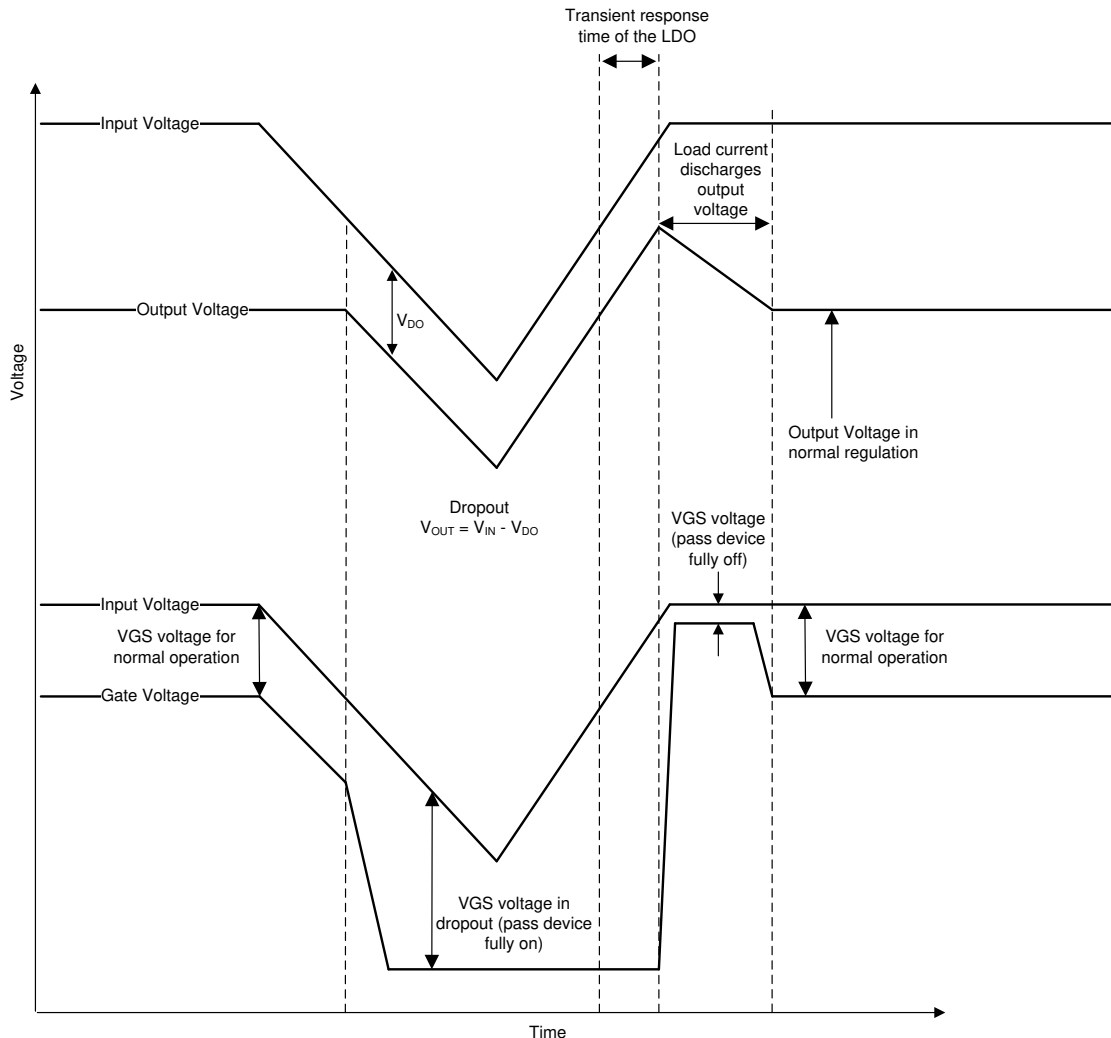 Transient response
time of the LDO
Input Voltage
Load current
discharges
output
voltage
Output Voltage
VDO
Voltage
Output Voltage in
normal regulation
Dropout
VOUT = VIN - VDO
VGS voltage
(pass device
fully off)
Input Voltage
VGS voltage for
normal operation
VGS voltage for
normal operation
Gate Voltage
VGS voltage in
dropout (pass device
fully on)
Time